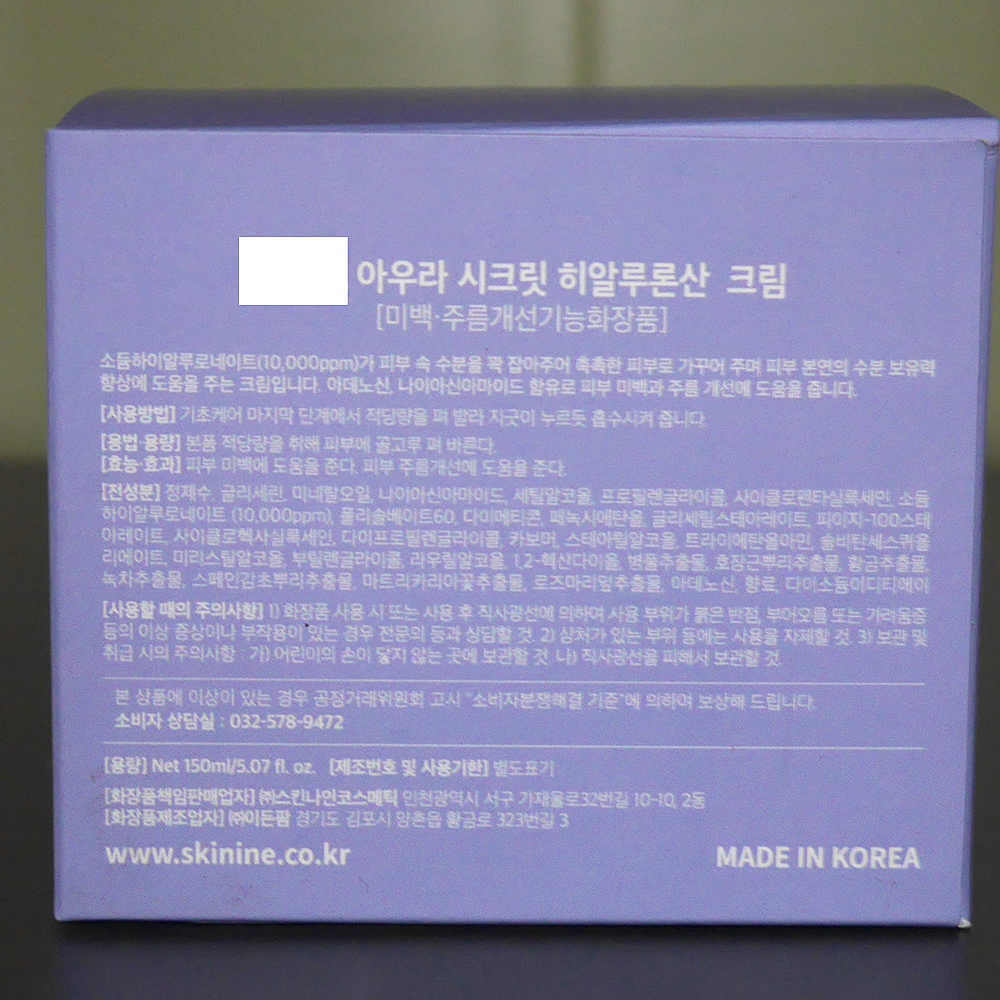 아우라 시크릿 히알루론산 크림
[미백·주름개선기능화장품]
소듐하이알루로네이트(10,000ppm)가 피부 속 수분을 꽉 잡아주어 촉촉한 피부로 가꾸어 주며 피부 본연의 수분 보유력
향상에 도움을 주는 크림입니다. 아데노신, 나이아신아마이드 함유로 피부 미백과 주름 개선에 도움을 줍니다.
[사용방법] 기초케어 마지막 단계에서 적당량을 펴 발라 지긋이 누르듯 흡수시켜 줍니다.
[용법·용량] 본품 적당량을 취해 피부에 골고루 펴 바른다.
[효능·효과] 피부 미백에 도움을 준다. 피부 주름개선에 도움을 준다.
[전성분] 정제수, 글리세린, 미네랄오일, 나이아신아마이드, 세틸알코올, 프로필렌글라이콜, 사이클로펜타실록세인, 소듐
하이알루로네이트 (10,000ppm), 폴리솔베이트60, 다이메티콘, 페녹시에탄올, 글리세릴스테아레이트, 피이지-100스테
아레이트, 사이클로헥사실록세인, 다이프로필렌글라이콜, 카보머, 스테아릴알코올, 트라이에탄올아민, 솔비탄세스퀴올
리에이트, 미리스틸알코올, 부틸렌글라이콜, 라우릴알코올, 1,2-헥산다이올, 병풀추출물, 호장근뿌리추출물, 황금추출물,
녹차추출물, 스페인감초뿌리추출물, 마트리카리아꽃추출물, 로즈마리잎추출물, 아데노신, 향료, 다이소듐이디티에이
[사용할 때의 주의사항] 1) 화장품 사용 시 또는 사용 후 직사광선에 의하여 사용 부위가 붉은 반점, 부어오름 또는 가려움증
등의 이상 증상이나 부작용이 있는 경우 전문의 등과 상담할 것. 2) 상처가 있는 부위 등에는 사용을 자제할 것. 3) 보관 및
취급 시의 주의사항 : 가) 어린이의 손이 닿지 않는 곳에 보관할 것. 나) 직사광선을 피해서 보관할 것.
본 상품에 이상이 있는 경우 공정거래위원회 고시 "소비자분쟁해결 기준"에 의하여 보상해 드립니다.
소비자 상담실 : 032-578-9472
[용량] Net 150ml/5.07 fl. oz. [제조번호 및 사용기한] 별도표기
[화장품책임판매업자] ㈜스킨나인코스메틱 인천광역시 서구 가재울로32번길 10-10, 2동
[화장품제조업자] ㈜이든팜 경기도 김포시 양촌읍 황금로 323번길 3
www.skinine.co.kr
MADE IN KOREA